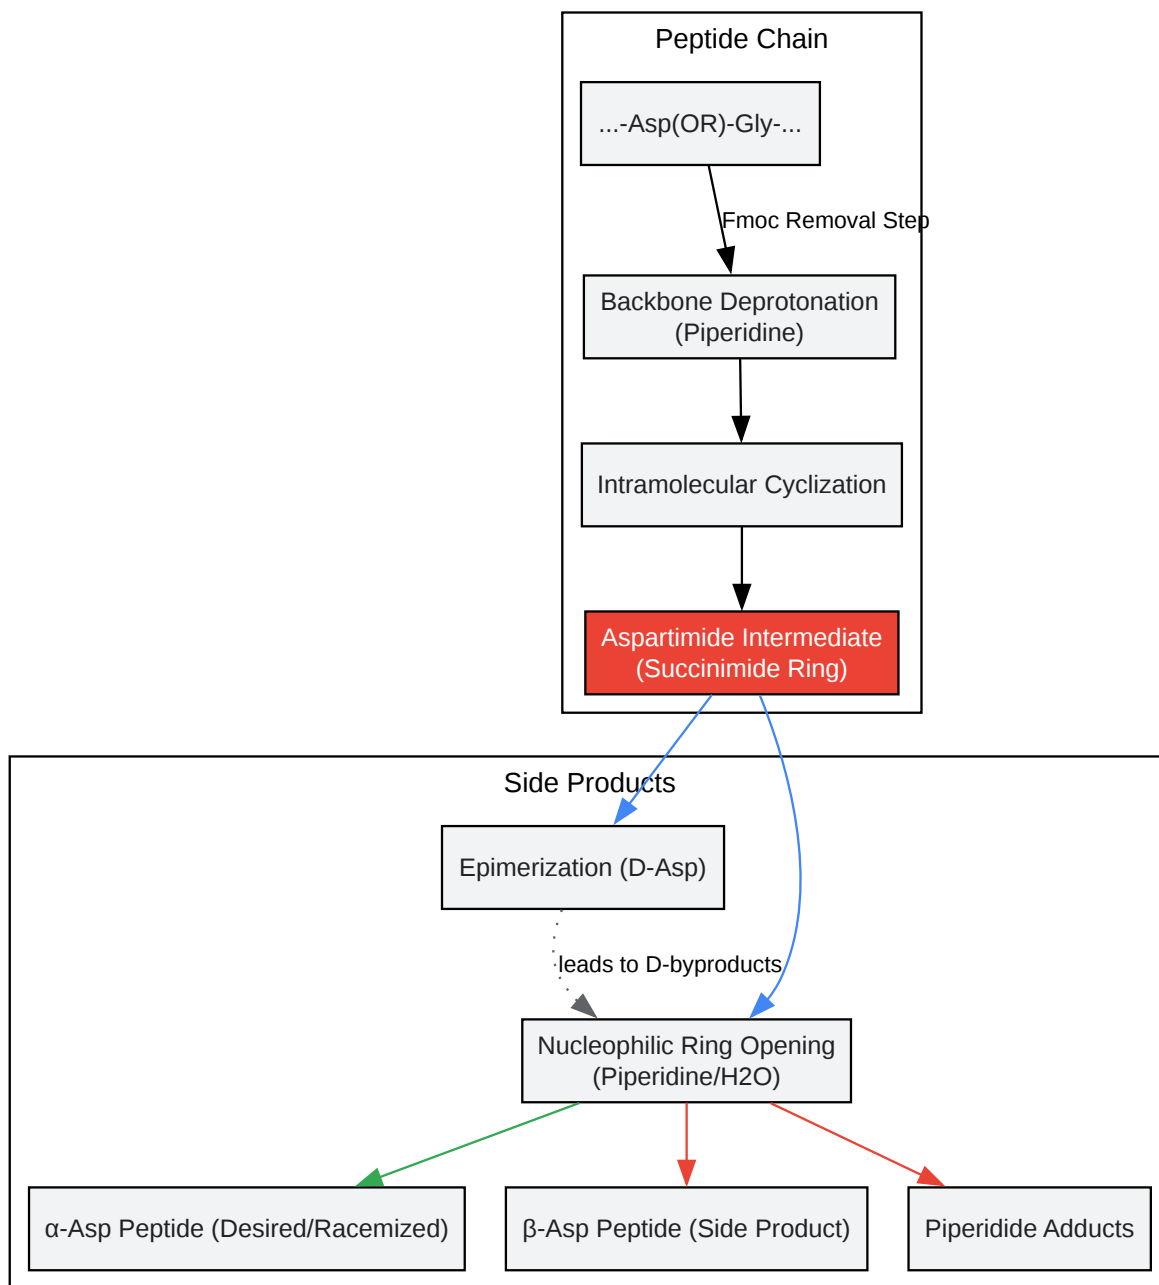 Peptide Chain
...-Asp(OR)-Gly-...
Fmoc Removal Step
Backbone Deprotonation
(Piperidine)
Intramolecular Cyclization
Aspartimide Intermediate
(Succinimide Ring)
Side Products
Epimerization (D-Asp)
leads to D-byproducts
Nucleophilic Ring Opening
(Piperidine/H2O)
α-Asp Peptide (Desired/Racemized)
β-Asp Peptide (Side Product)
Piperidide Adducts